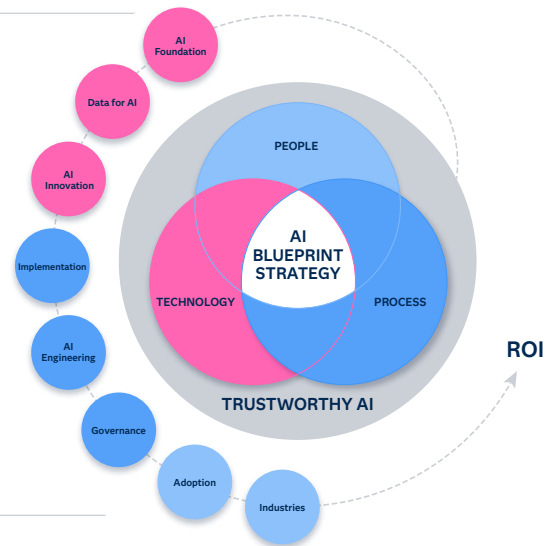 AI
Foundation
Data for AI
AI
Innovation
Implementation
AI
Engineering
Governance
Adoption
Industries
PEOPLE
AI
BLUEPRINT
STRATEGY
TECHNOLOGY
PROCESS
TRUSTWORTHY AI
ROI